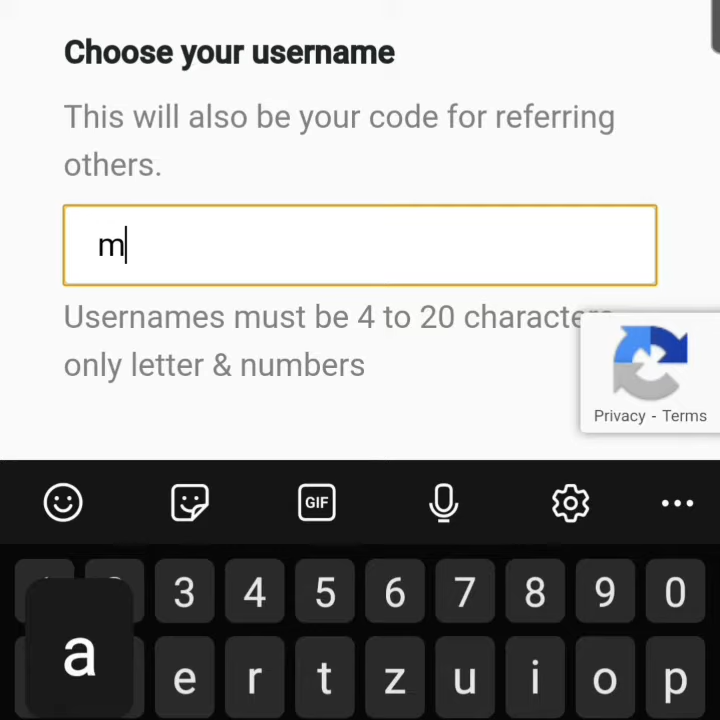 Choose your username
This will also be your code for referring
others.
m
Usernames must be 4 to 20
only letter & numbers
Privacy - Terms
GIF
3 4 5 6 7 8 9 0
a e r t z u i o p